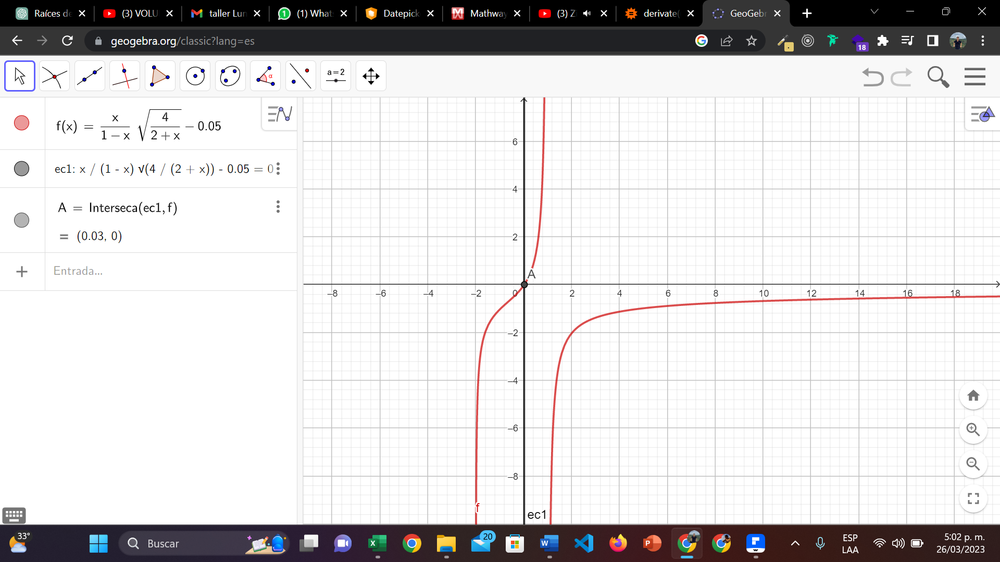 Raíces de
(3) VOLU
taller Lun
(1) What
Datepick
Mathway
(3) Z
derivate(
GeoGebr
geogebra.org/classic?lang=es
18
a=2
f(x) = x / (1 − x) √(4 / (2 + x)) − 0.05
ec1: x / (1 - x) √(4 / (2 + x)) - 0.05 = 0
A = Interseca(ec1, f)
= (0.03, 0)
Entrada...
6
4
2
A
−8 −6 −4 −2 0 2 4 6 8 10 12 14 16 18
−2
−4
−6
−8
f
ec1
33°
Buscar
20
ESP
LAA
5:02 p. m.
26/03/2023